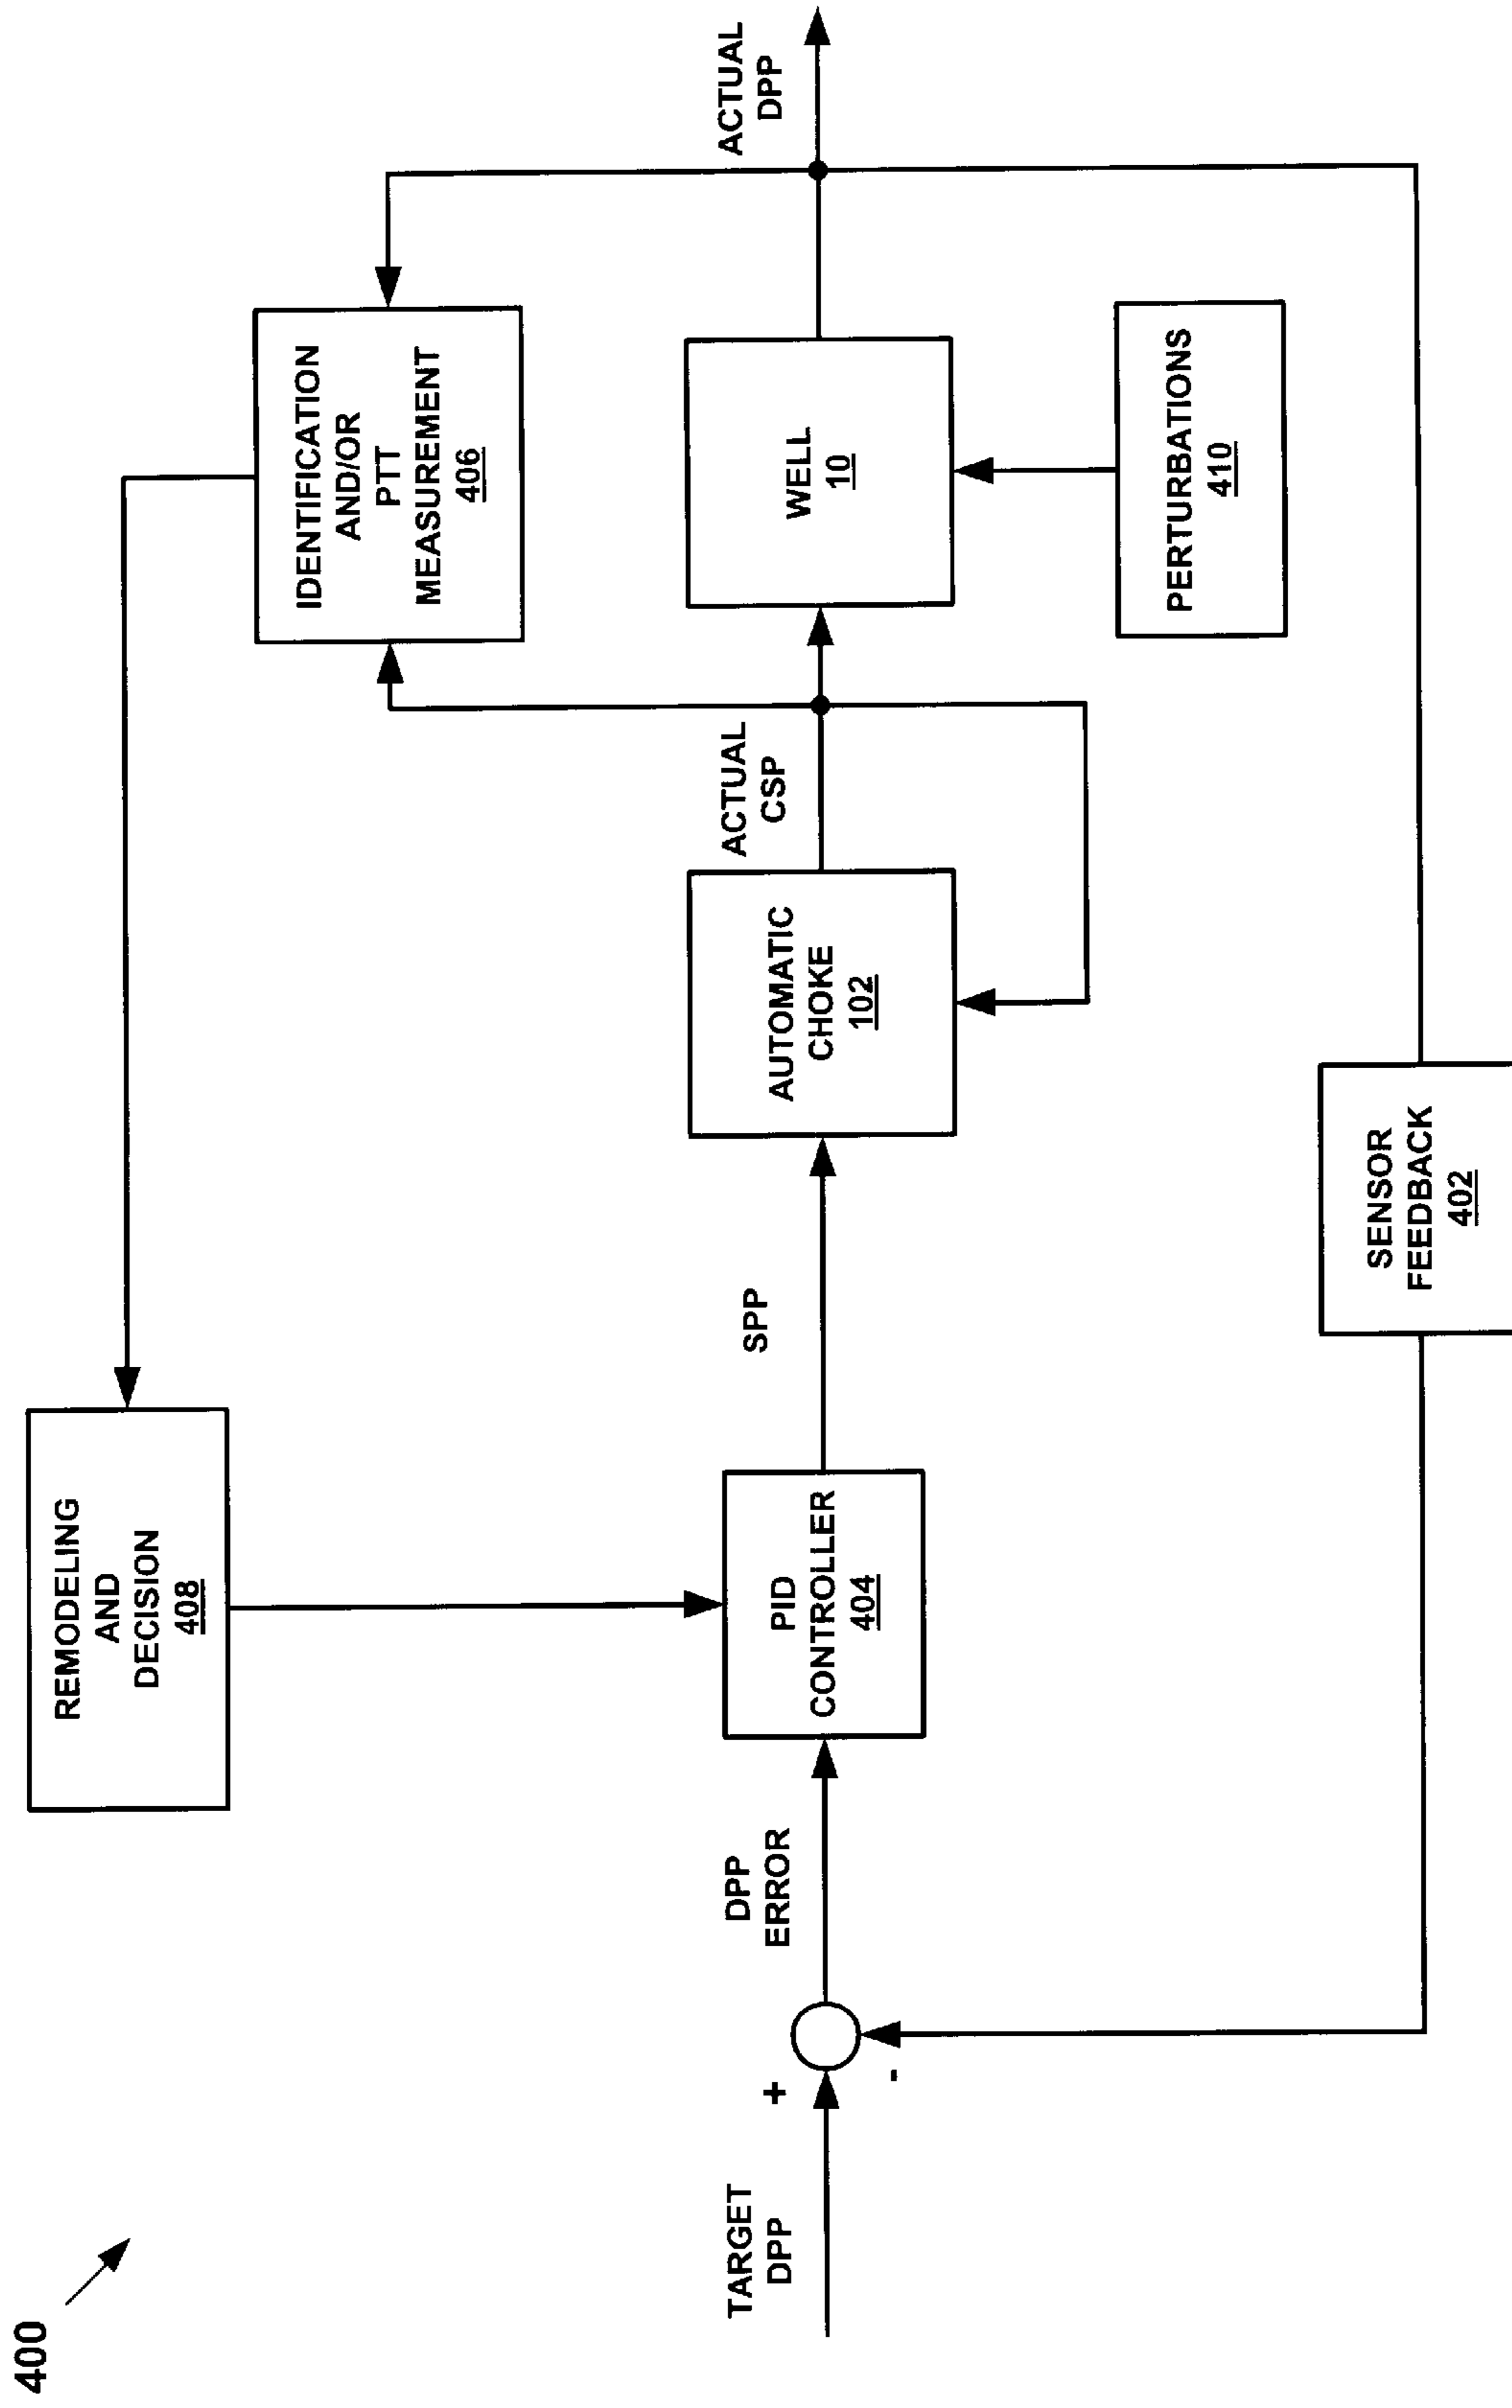 400
REMODELING
AND
DECISION
408
IDENTIFICATION
AND/OR
PTT
MEASUREMENT
406
TARGET
DPP
+
-
DPP
ERROR
PID
CONTROLLER
404
SPP
AUTOMATIC
CHOKE
102
ACTUAL
CSP
WELL
10
ACTUAL
DPP
PERTURBATIONS
410
SENSOR
FEEDBACK
402